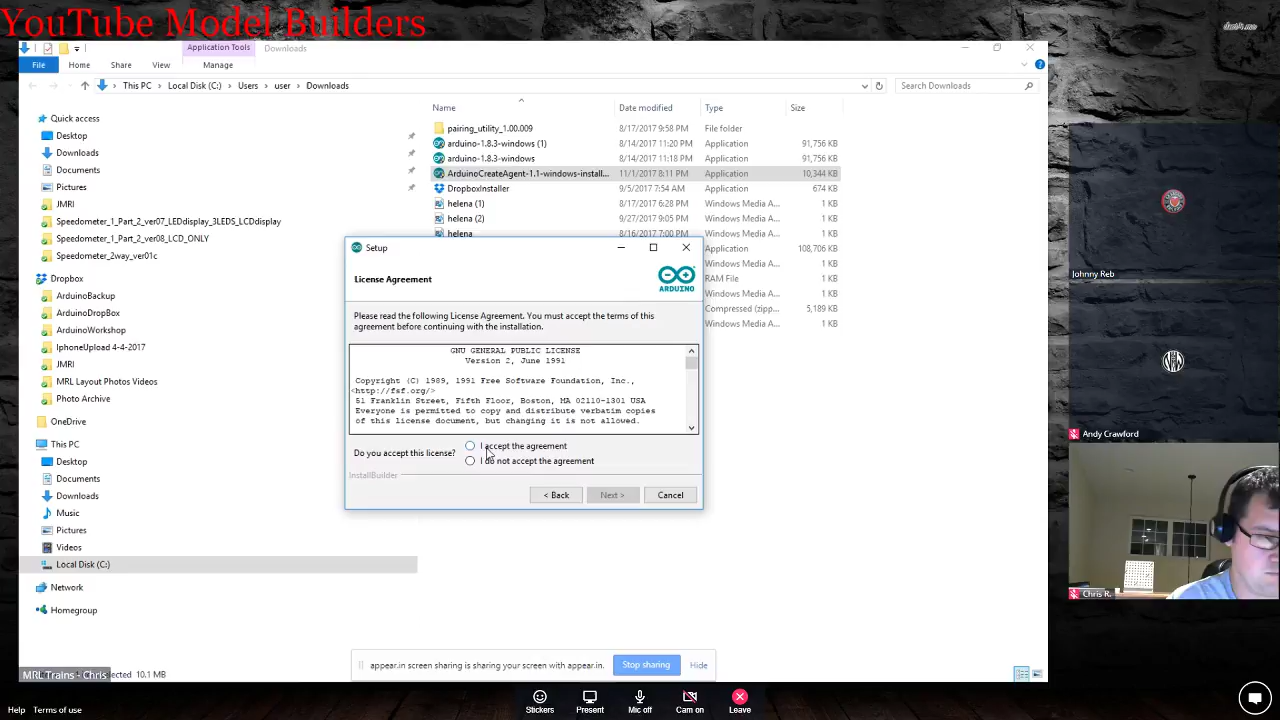 YouTube Model Builders
Application Tools
Downloads
File
Home
Share
View
Manage
This PC
Local Disk (C:)
Users
user
Downloads
Search Downloads
Quick access
Desktop
Downloads
Documents
Pictures
JMRI
Speedometer_1_Part_2_ver07_LEDdisplay_3LEDS_LCDdisplay
Speedometer_1_Part_2_ver08_LCD_ONLY
Speedometer_2way_ver01c
Dropbox
ArduinoBackup
ArduinoDropBox
ArduinoWorkshop
IphoneUpload 4-4-2017
JMRI
MRL Layout Photos Videos
Photo Archive
OneDrive
This PC
Desktop
Documents
Downloads
Music
Pictures
Videos
Local Disk (C:)
Network
Homegroup
Name Date modified Type Size
pairing_utility_1.00.009 8/17/2017 9:58 PM File folder
arduino-1.8.3-windows (1) 8/14/2017 11:20 PM Application 91,756 KB
arduino-1.8.3-windows 8/14/2017 11:18 PM Application 91,756 KB
ArduinoCreateAgent-1.1-windows-install... 11/1/2017 8:11 PM Application 10,344 KB
DropboxInstaller 9/5/2017 7:54 AM Application 674 KB
helena (1) 8/17/2017 6:28 PM Windows Media A... 1 KB
helena (2) 9/27/2017 9:05 PM Windows Media A... 1 KB
helena 8/16/2017 7:00 PM Windows Media A... 1 KB
Application 108,706 KB
Windows Media A... 1 KB
RAM File 1 KB
Windows Media A... 1 KB
Compressed (zipp... 5,189 KB
Windows Media A... 1 KB
Setup
License Agreement
ARDUINO
Please read the following License Agreement. You must accept the terms of this
agreement before continuing with the installation.
GNU GENERAL PUBLIC LICENSE
Version 2, June 1991
Copyright (C) 1989, 1991 Free Software Foundation, Inc.,
<http://fsf.org/>
51 Franklin Street, Fifth Floor, Boston, MA 02110-1301 USA
Everyone is permitted to copy and distribute verbatim copies
of this license document, but changing it is not allowed.
Do you accept this license?
I accept the agreement
I do not accept the agreement
InstallBuilder
< Back
Next >
Cancel
appear.in screen sharing is sharing your screen with appear.in.
Stop sharing
Hide
MRL Trains - Chris
ected 10.1 MB
Johnny Reb
Andy Crawford
Chris R.
Help
Terms of use
Stickers
Present
Mic off
Cam on
Leave